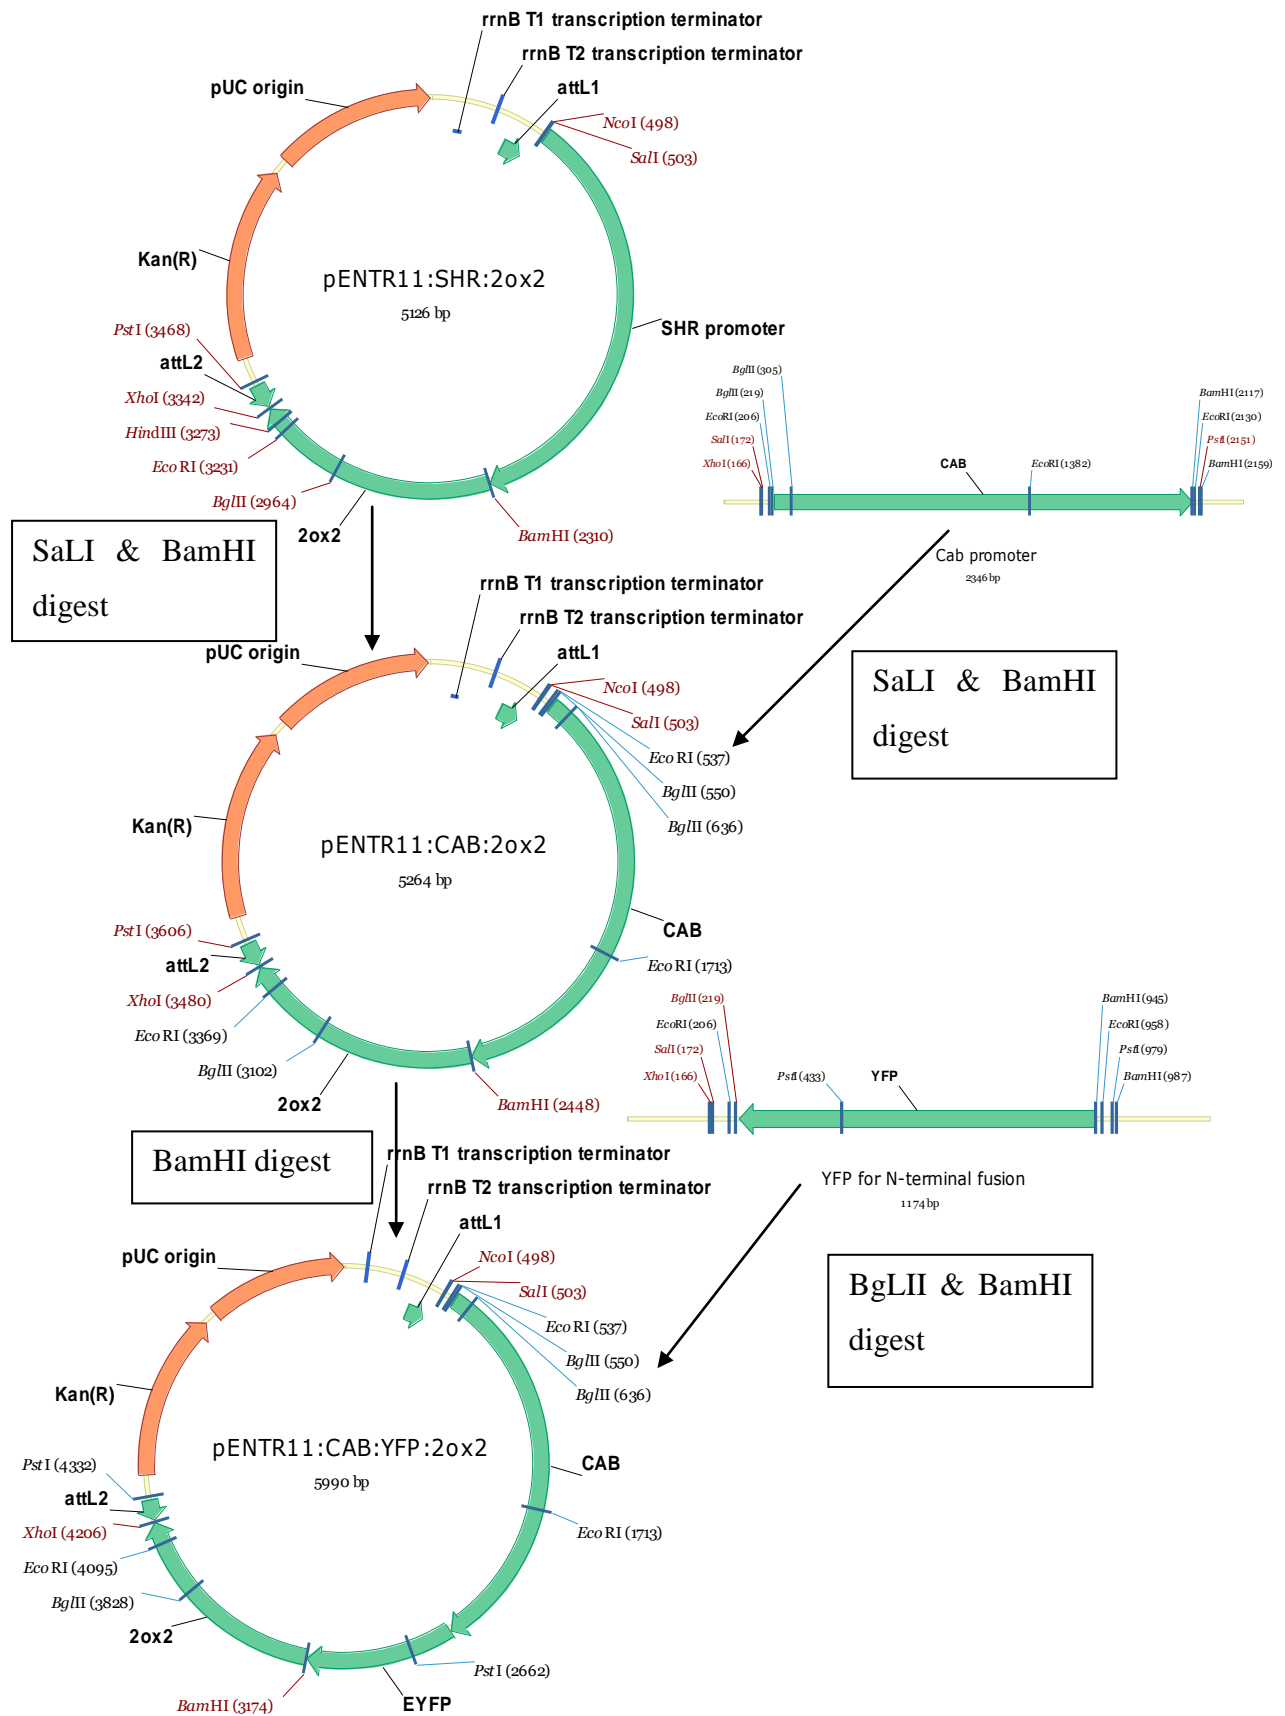 rrnB T1 transcription terminator
rrnB T2 transcription terminator
attL1
pUC origin
NcoI (498)
SalI (503)
Kan(R)
pENTR11:SHR:2ox2
5126 bp
SHR promoter
PstI (3468)
attL2
XhoI (3342)
HindIII (3273)
EcoRI (3231)
BglII (2964)
2ox2
BamHI (2310)
BglII (305)
BglII (219)
EcoRI (206)
SalI (172)
XhoI (166)
CAB
EcoRI (1382)
BamHI (2117)
EcoRI (2130)
PstI (2151)
BamHI (2159)
Cab promoter
2346 bp
SaLI & BamHI
digest
SaLI & BamHI
digest
rrnB T1 transcription terminator
rrnB T2 transcription terminator
attL1
pUC origin
NcoI (498)
SalI (503)
EcoRI (537)
BglII (550)
BglII (636)
Kan(R)
pENTR11:CAB:2ox2
5264 bp
CAB
EcoRI (1713)
PstI (3606)
attL2
XhoI (3480)
EcoRI (3369)
BglII (3102)
2ox2
BamHI (2448)
BglII (219)
EcoRI (206)
SalI (172)
XhoI (166)
PstI (433)
YFP
BamHI (945)
EcoRI (958)
PstI (979)
BamHI (987)
YFP for N-terminal fusion
1174 bp
BamHI digest
BgLII & BamHI
digest
rrnB T1 transcription terminator
rrnB T2 transcription terminator
attL1
pUC origin
NcoI (498)
SalI (503)
EcoRI (537)
BglII (550)
BglII (636)
Kan(R)
pENTR11:CAB:YFP:2ox2
5990 bp
CAB
EcoRI (1713)
PstI (4332)
attL2
XhoI (4206)
EcoRI (4095)
BglII (3828)
2ox2
BamHI (3174)
EYFP
PstI (2662)